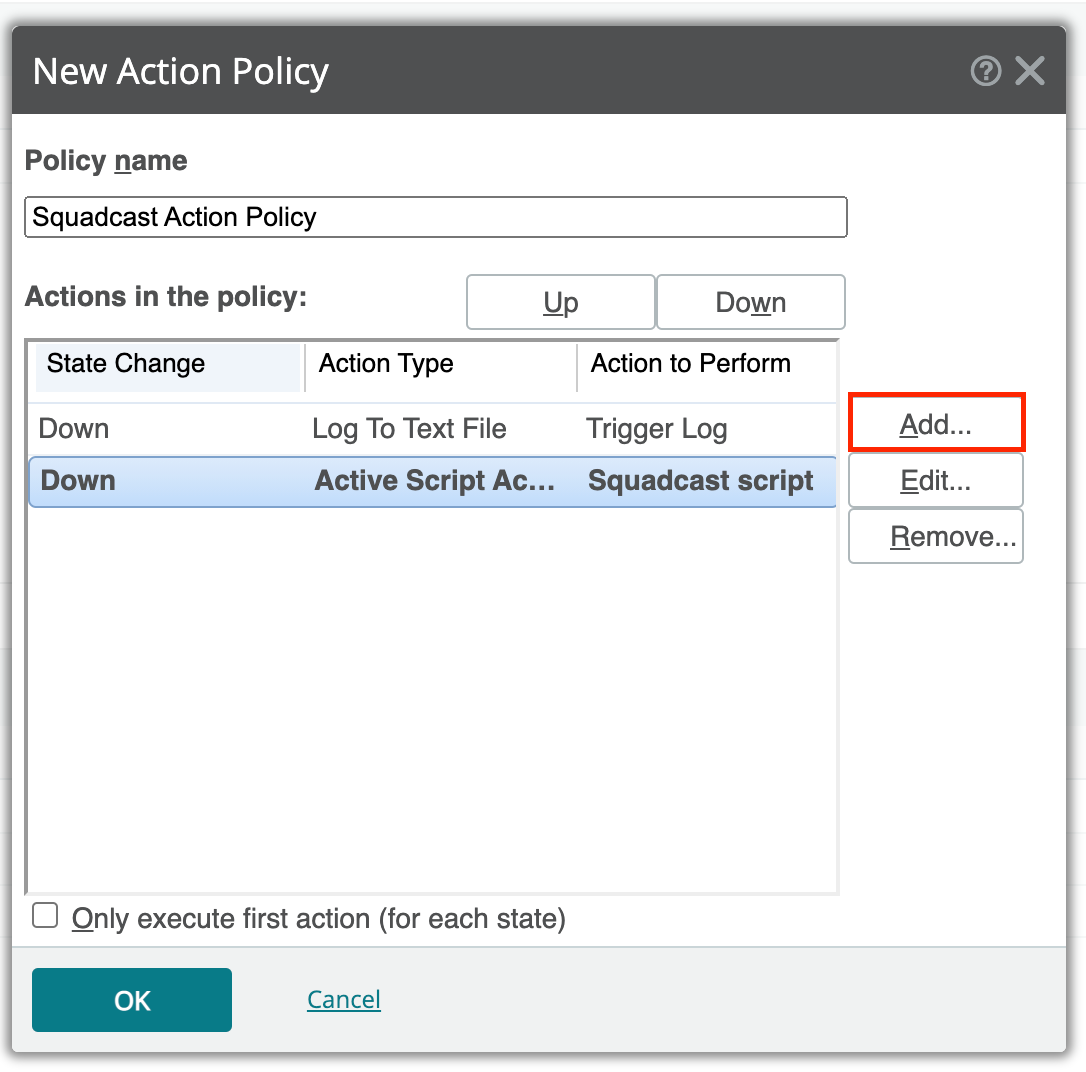 New Action Policy ?
Policy name
Squadcast Action Policy
Actions in the policy: Up Down
State Change Action Type Action to Perform
Down Log To Text File Trigger Log
Add...
Down Active Script Ac... Squadcast script
Edit...
Remove...
Only execute first action (for each state)
OK Cancel